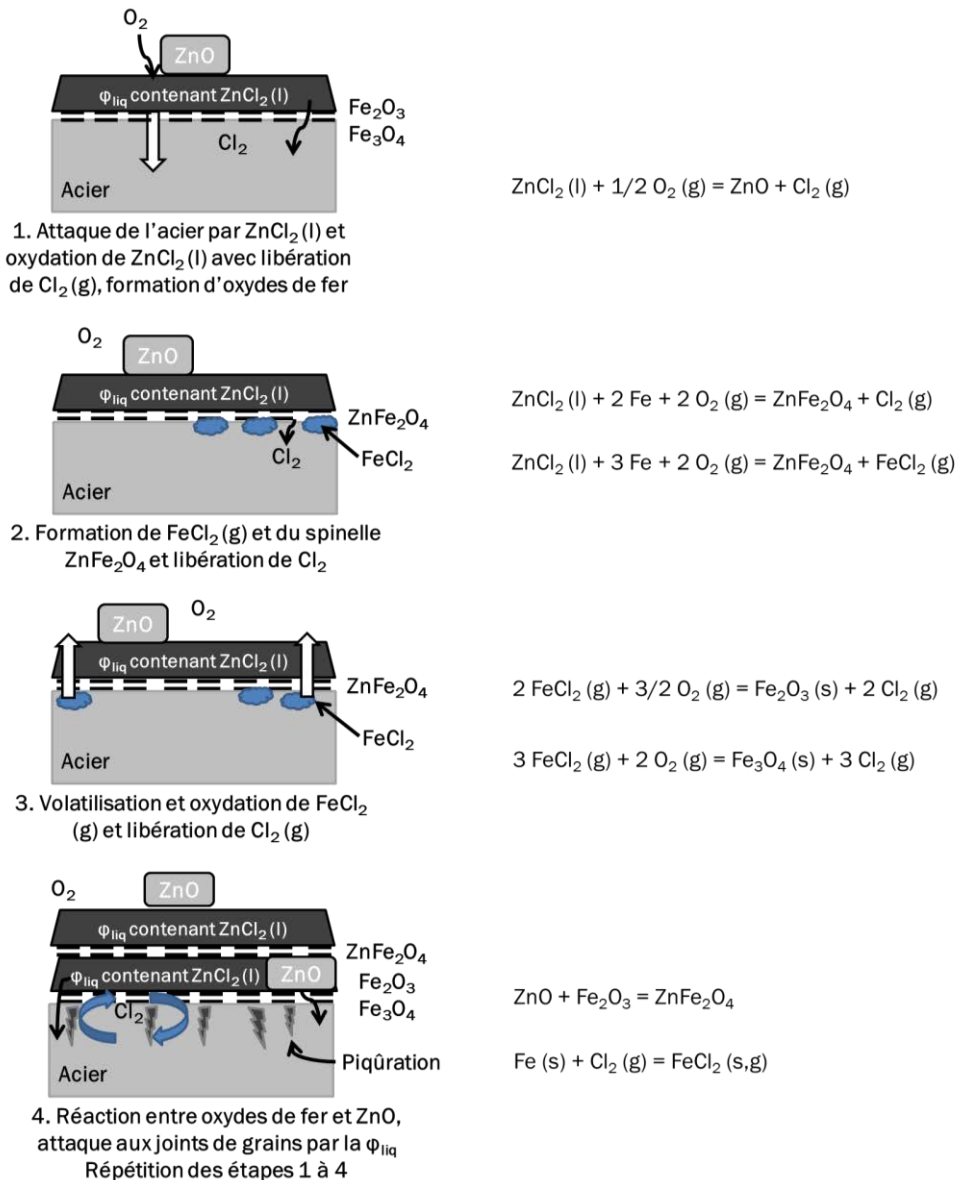 O₂
ZnO
φliq contenant ZnCl₂ (l)
Fe₂O₃
Fe₃O₄
Cl₂
Acier
ZnCl₂ (l) + 1/2 O₂ (g) = ZnO + Cl₂ (g)
1. Attaque de l'acier par ZnCl₂ (l) et
oxydation de ZnCl₂ (l) avec libération
de Cl₂ (g), formation d'oxydes de fer
O₂
ZnO
φliq contenant ZnCl₂ (l)
ZnFe₂O₄
Cl₂
FeCl₂
Acier
ZnCl₂ (l) + 2 Fe + 2 O₂ (g) = ZnFe₂O₄ + Cl₂ (g)
ZnCl₂ (l) + 3 Fe + 2 O₂ (g) = ZnFe₂O₄ + FeCl₂ (g)
2. Formation de FeCl₂ (g) et du spinelle
ZnFe₂O₄ et libération de Cl₂
O₂
ZnO
φliq contenant ZnCl₂ (l)
ZnFe₂O₄
FeCl₂
Acier
2 FeCl₂ (g) + 3/2 O₂ (g) = Fe₂O₃ (s) + 2 Cl₂ (g)
3 FeCl₂ (g) + 2 O₂ (g) = Fe₃O₄ (s) + 3 Cl₂ (g)
3. Volatilisation et oxydation de FeCl₂
(g) et libération de Cl₂ (g)
O₂
ZnO
φliq contenant ZnCl₂ (l)
ZnFe₂O₄
φliq contenant ZnCl₂ (l)
ZnO
Fe₂O₃
Cl₂
Fe₃O₄
Piqûration
Acier
ZnO + Fe₂O₃ = ZnFe₂O₄
Fe (s) + Cl₂ (g) = FeCl₂ (s,g)
4. Réaction entre oxydes de fer et ZnO,
attaque aux joints de grains par la φliq
Répétition des étapes 1 à 4